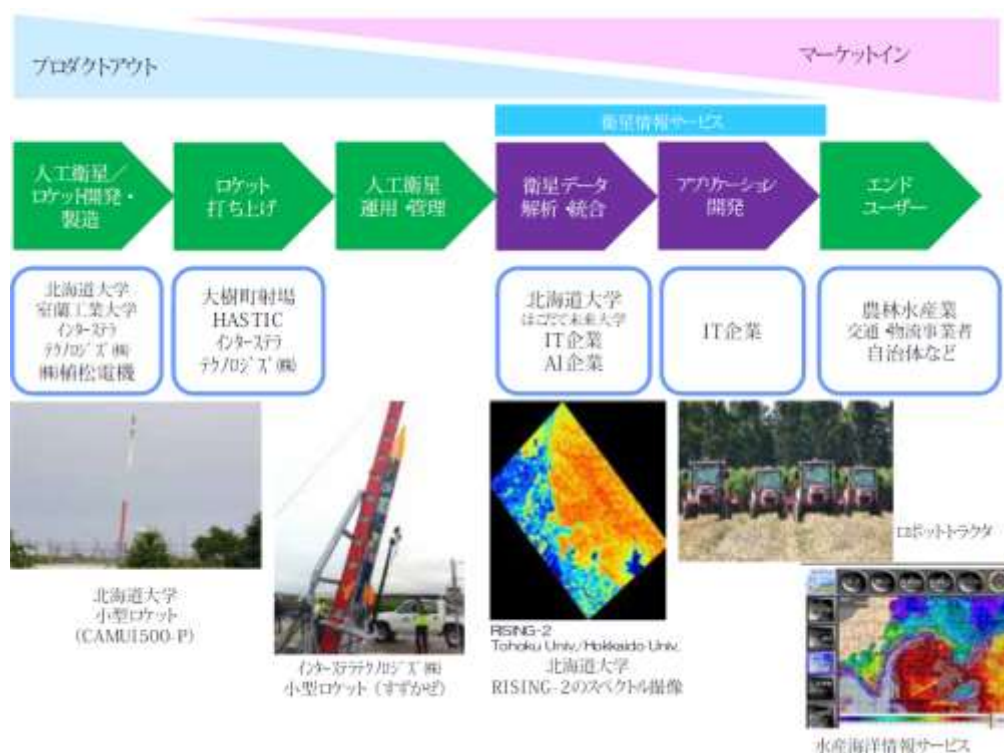 プロダクトアウト
マーケットイン
衛星情報サービス
人工衛星／
ロケット開発・
製造
ロケット
打ち上げ
人工衛星
運用・管理
衛星データ
解析・統合
アプリケーション
開発
エンド
ユーザー
北海道大学
室蘭工業大学
インターステラ
テクノロジズ㈱
㈱植松電機
大樹町射場
HASTIC
インターステラ
テクノロジズ㈱
北海道大学
はこだて未来大学
IT企業
AI企業
IT企業
農林水産業
交通・物流事業者
自治体など
北海道大学
小型ロケット
(CAMUI500-P)
インターステラテクノロジズ㈱
小型ロケット（すずかぜ）
RISING-2
Tohoku Univ./Hokkaido Univ.
北海道大学
RISING-2のスペクトル撮像
ロボットトラクタ
水産海洋情報サービス